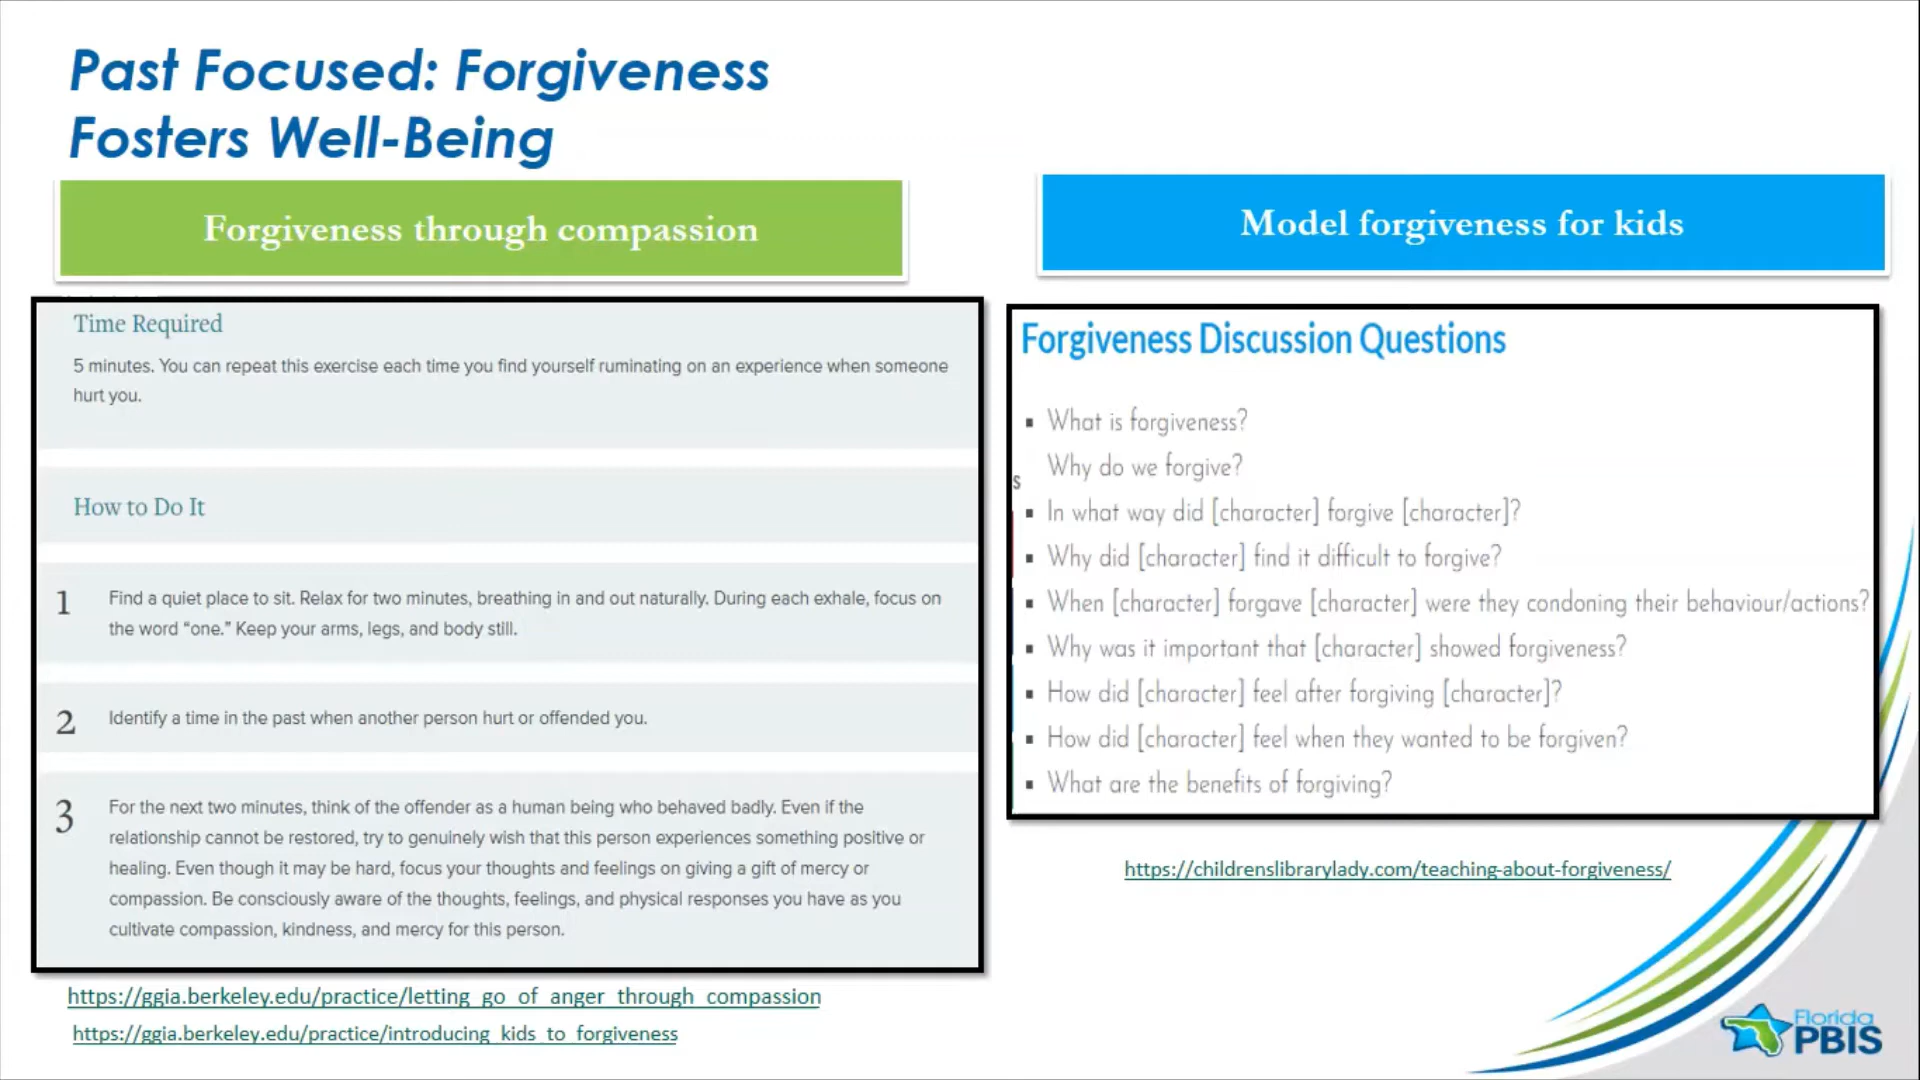 Past Focused: Forgiveness
Fosters Well-Being
Forgiveness through compassion
Time Required
5 minutes. You can repeat this exercise each time you find yourself ruminating on an experience when someone
hurt you.
How to Do It
1 Find a quiet place to sit. Relax for two minutes, breathing in and out naturally. During each exhale, focus on
the word “one.” Keep your arms, legs, and body still.
2 Identify a time in the past when another person hurt or offended you.
3 For the next two minutes, think of the offender as a human being who behaved badly. Even if the
relationship cannot be restored, try to genuinely wish that this person experiences something positive or
healing. Even though it may be hard, focus your thoughts and feelings on giving a gift of mercy or
compassion. Be consciously aware of the thoughts, feelings, and physical responses you have as you
cultivate compassion, kindness, and mercy for this person.
https://ggia.berkeley.edu/practice/letting_go_of_anger_through_compassion
https://ggia.berkeley.edu/practice/introducing_kids_to_forgiveness
Model forgiveness for kids
Forgiveness Discussion Questions
▪ What is forgiveness?
Why do we forgive?
s
▪ In what way did [character] forgive [character]?
▪ Why did [character] find it difficult to forgive?
▪ When [character] forgave [character] were they condoning their behaviour/actions?
▪ Why was it important that [character] showed forgiveness?
▪ How did [character] feel after forgiving [character]?
▪ How did [character] feel when they wanted to be forgiven?
▪ What are the benefits of forgiving?
https://childrenslibrarylady.com/teaching-about-forgiveness/
Florida
PBIS